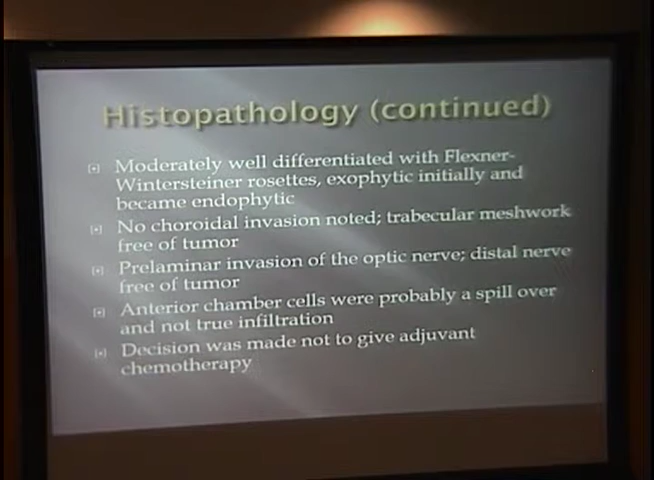 Histopathology (continued)
Moderately well differentiated with Flexner-
Wintersteiner rosettes, exophytic initially and
became endophytic
No choroidal invasion noted; trabecular meshwork
free of tumor
Prelaminar invasion of the optic nerve; distal nerve
free of tumor
Anterior chamber cells were probably a spill over
and not true infiltration
Decision was made not to give adjuvant
chemotherapy